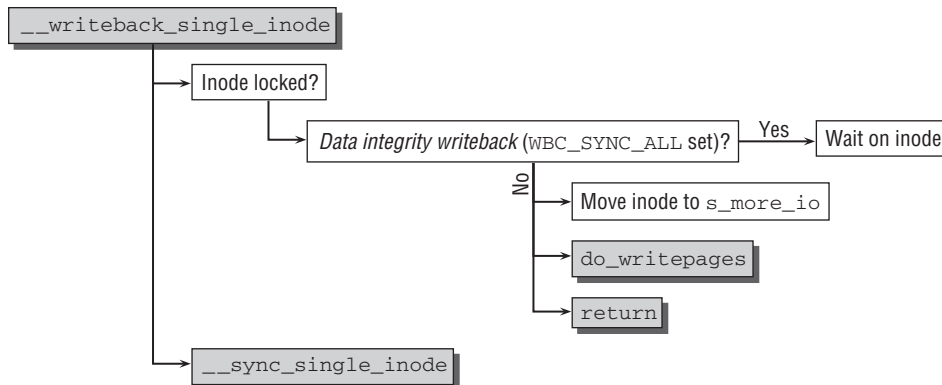 __writeback_single_inode
Inode locked?
Data integrity writeback (WBC_SYNC_ALL set)?
Yes
Wait on inode
No
Move inode to s_more_io
do_writepages
return
__sync_single_inode